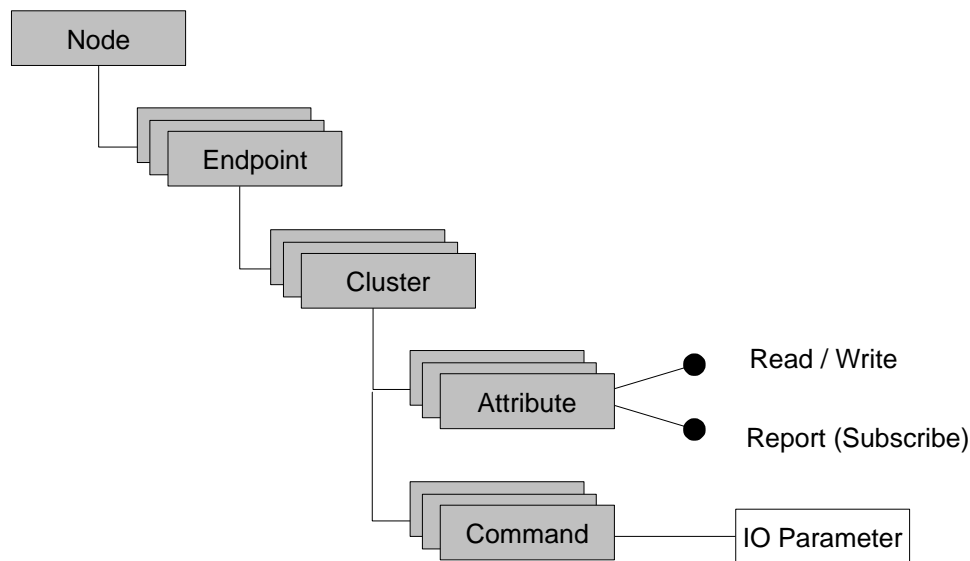 Node
Endpoint
Cluster
Attribute
Read / Write
Report (Subscribe)
Command
IO Parameter